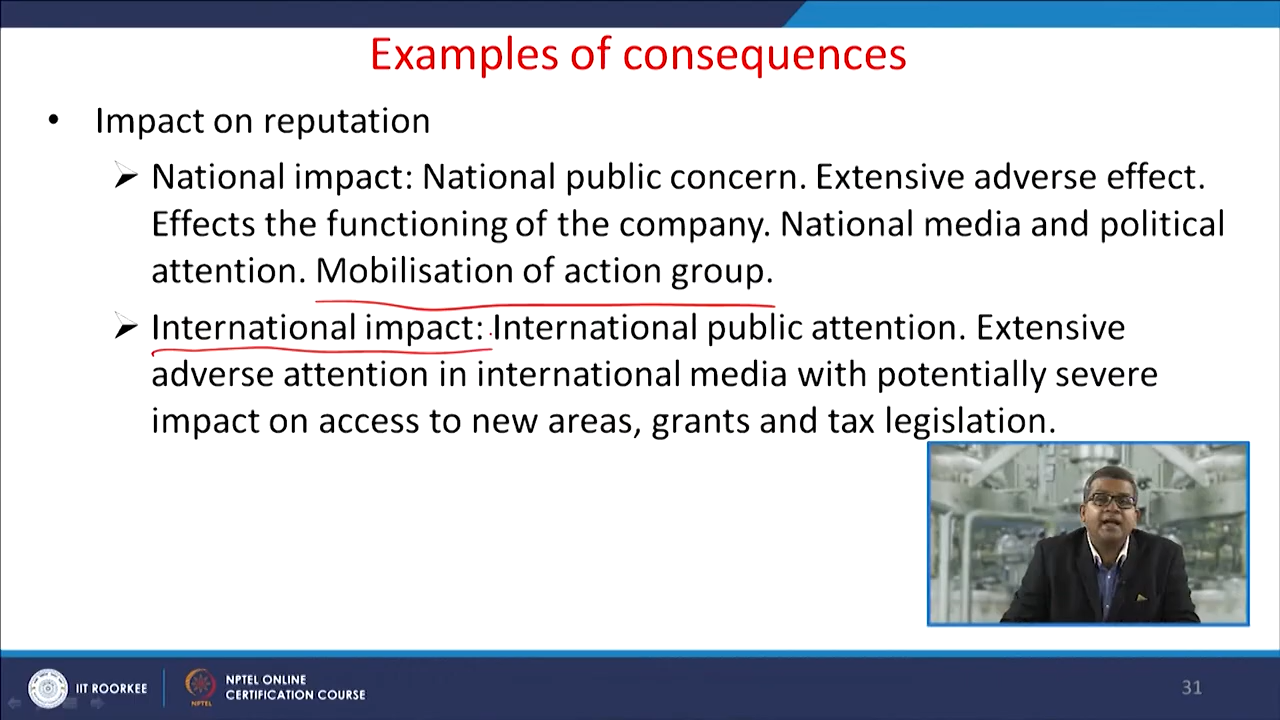 Examples of consequences
• Impact on reputation
➢ National impact: National public concern. Extensive adverse effect.
Effects the functioning of the company. National media and political
attention. Mobilisation of action group.
➢ International impact: International public attention. Extensive
adverse attention in international media with potentially severe
impact on access to new areas, grants and tax legislation.
IIT ROORKEE
NPTEL
NPTEL ONLINE
CERTIFICATION COURSE
31